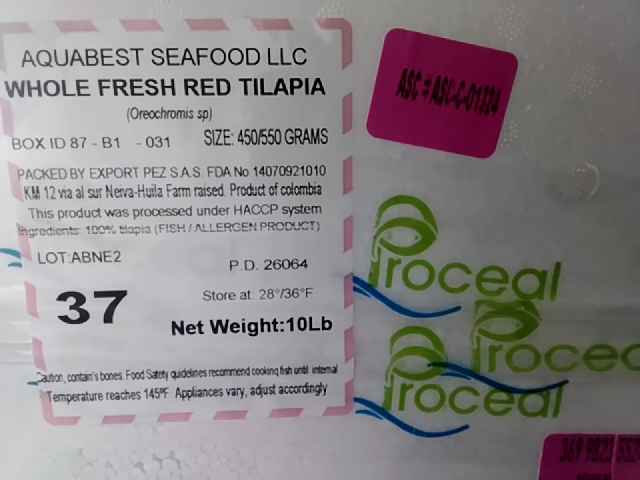 AQUABEST SEAFOOD LLC
WHOLE FRESH RED TILAPIA
(Oreochromis sp)
BOX ID 87 - B1 - 031 SIZE: 450/550 GRAMS
PACKED BY EXPORT PEZ S.A.S. FDA No 14070921010
KM 12 via al sur Neiva-Huila Farm raised. Product of colombia
This product was processed under HACCP system
Ingredients: 100% tilapia (FISH / ALLERGEN PRODUCT)
LOT:ABNE2
P.D. 26064
37
Store at: 28°/36°F
Net Weight:10Lb
Caution, contain's bones. Food Safety guidelines recommend cooking fish until internal
Temperature reaches 145ºF. Appliances vary, adjust accordingly
ASC = ASC-C-01324
Proceal
Proceal
Proceal
369 9823 552